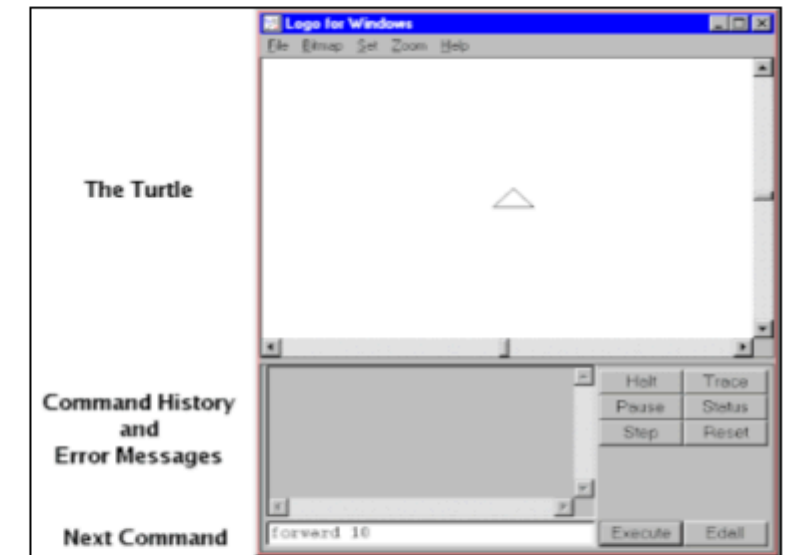 Logo for Windows
File Bitmap Set Zoom Help
The Turtle
Command History
and
Error Messages
Halt Trace
Pause Status
Step Reset
Next Command
forward 10
Execute Edall